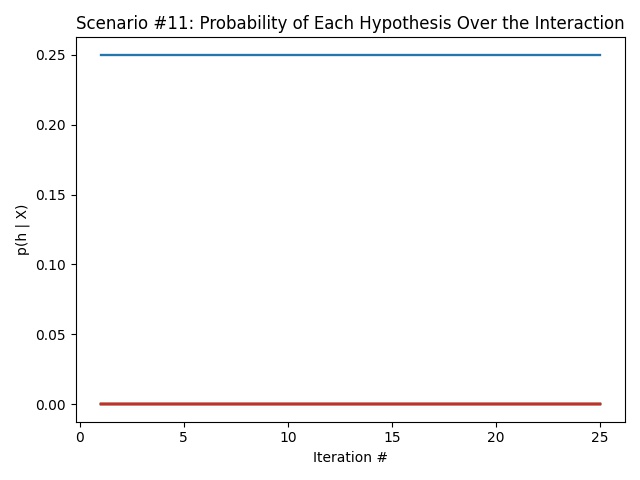 Scenario #11: Probability of Each Hypothesis Over the Interaction
0.25
0.20
0.15
0.10
0.05
0.00
p(h | X)
0 5 10 15 20 25
Iteration #